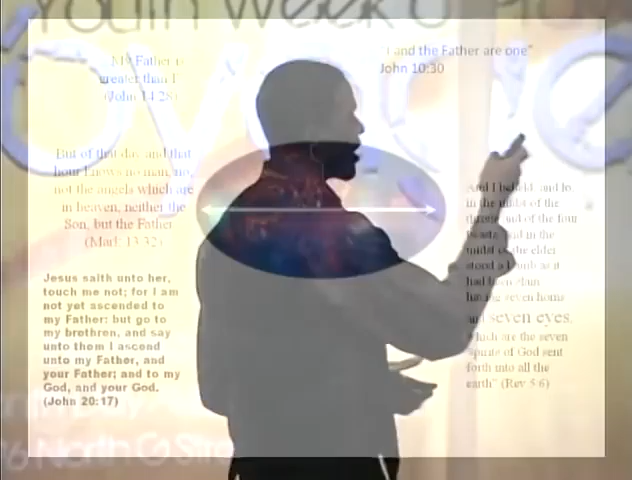 Youth Week of
"I and the Father are one"
John 10:30
My Father is
greater than I
(John 14:28)
But of that day and that
hour knows no man, no,
not the angels which are
in heaven, neither the
Son, but the Father
(Mark 13:32)
And I beheld, and lo,
in the midst of the
throne and of the four
beasts, and in the
midst of the elder
stood a Lamb as it
had been slain
having seven horns
and seven eyes,
which are the seven
spirits of God sent
forth into all the
earth" (Rev 5:6)
Jesus saith unto her,
touch me not; for I am
not yet ascended to
my Father: but go to
my brethren, and say
unto them I ascend
unto my Father, and
your Father; and to my
God, and your God.
(John 20:17)
North G Stre